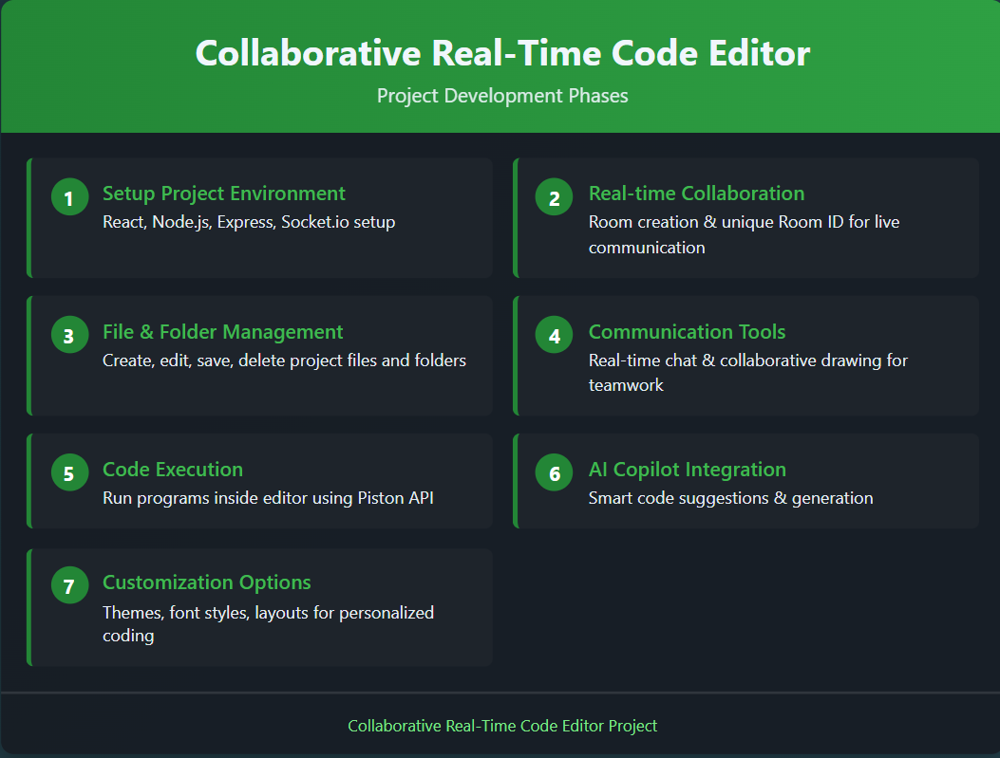 Collaborative Real-Time Code Editor
Project Development Phases
1
Setup Project Environment
React, Node.js, Express, Socket.io setup
2
Real-time Collaboration
Room creation & unique Room ID for live
communication
3
File & Folder Management
Create, edit, save, delete project files and folders
4
Communication Tools
Real-time chat & collaborative drawing for
teamwork
5
Code Execution
Run programs inside editor using Piston API
6
AI Copilot Integration
Smart code suggestions & generation
7
Customization Options
Themes, font styles, layouts for personalized
coding
Collaborative Real-Time Code Editor Project